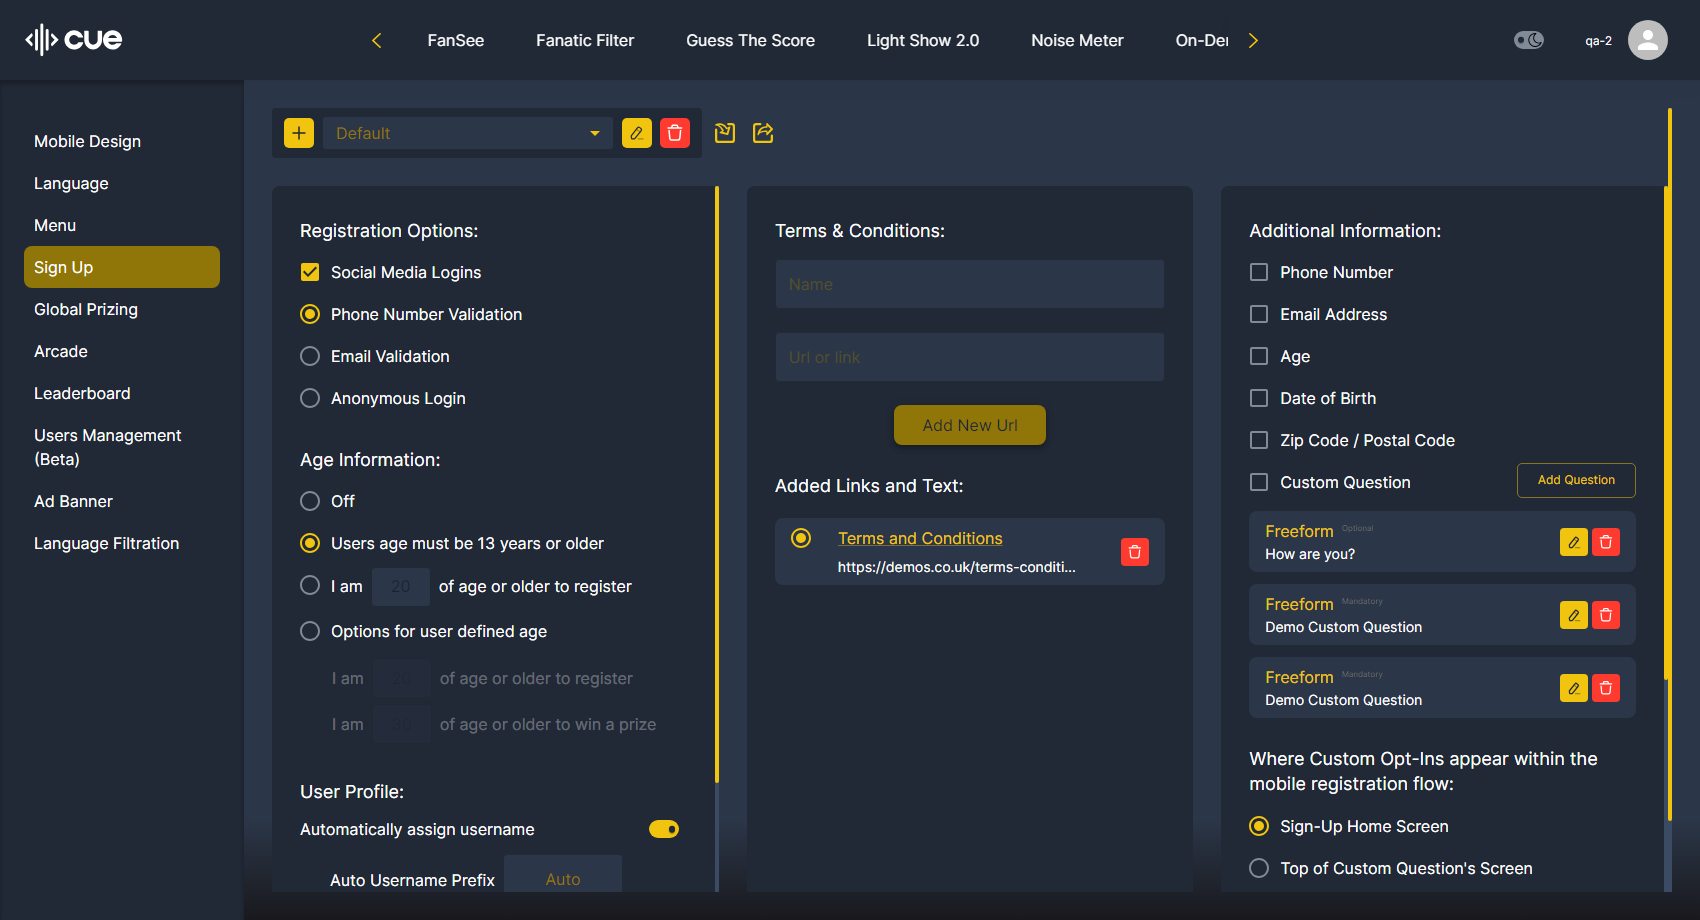 cue
FanSee
Fanatic Filter
Guess The Score
Light Show 2.0
Noise Meter
On-Der
qa-2
Mobile Design
Language
Menu
Sign Up
Global Prizing
Arcade
Leaderboard
Users Management
(Beta)
Ad Banner
Language Filtration
Default
Registration Options:
Social Media Logins
Phone Number Validation
Email Validation
Anonymous Login
Age Information:
Off
Users age must be 13 years or older
I am 20 of age or older to register
Options for user defined age
I am 20 of age or older to register
I am 30 of age or older to win a prize
User Profile:
Automatically assign username
Auto Username Prefix Auto
Terms & Conditions:
Name
Url or link
Add New Url
Added Links and Text:
Terms and Conditions
https://demos.co.uk/terms-conditi...
Additional Information:
Phone Number
Email Address
Age
Date of Birth
Zip Code / Postal Code
Custom Question
Add Question
Freeform Optional
How are you?
Freeform Mandatory
Demo Custom Question
Freeform Mandatory
Demo Custom Question
Where Custom Opt-Ins appear within the
mobile registration flow:
Sign-Up Home Screen
Top of Custom Question's Screen